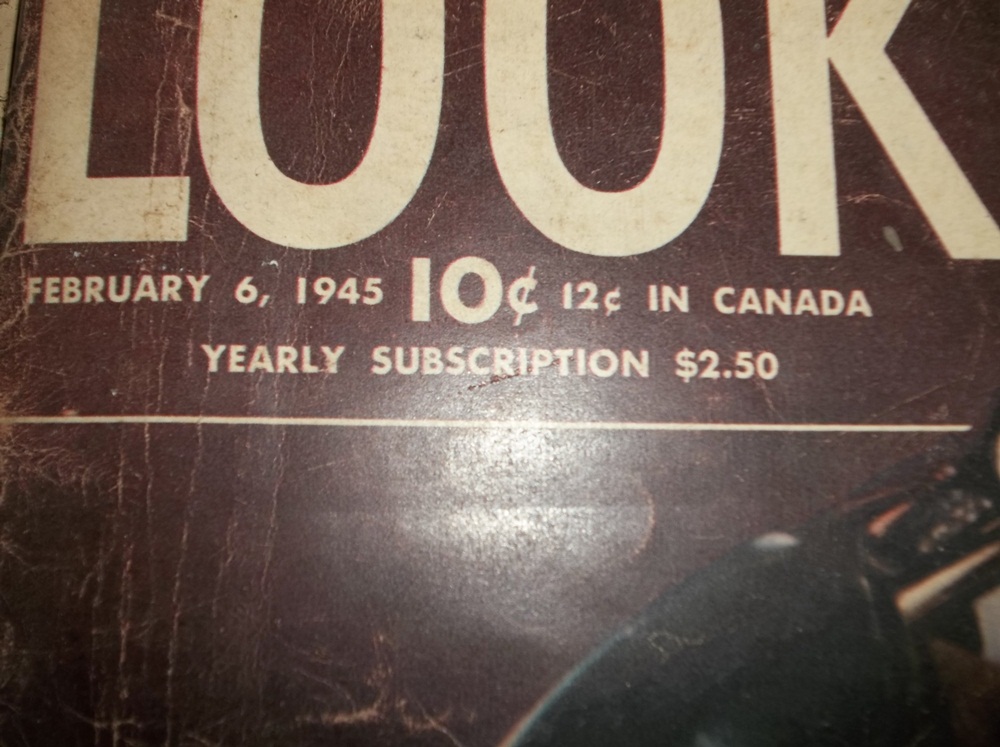 LOOK
FEBRUARY 6, 1945 10¢ 12¢ IN CANADA
YEARLY SUBSCRIPTION $2.50